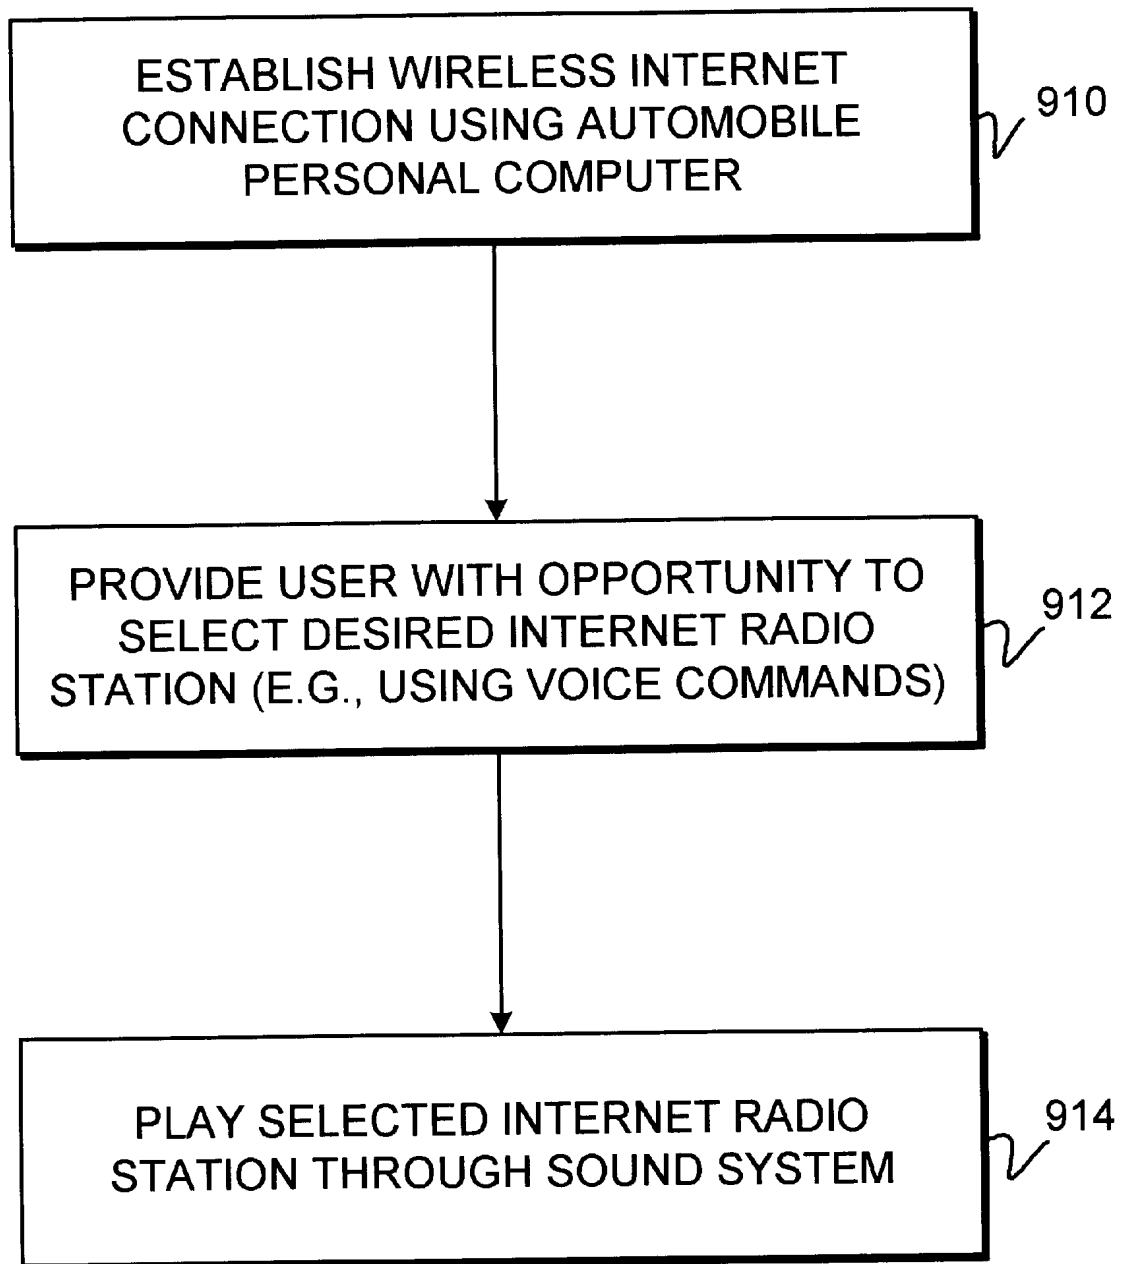 ESTABLISH WIRELESS INTERNET
CONNECTION USING AUTOMOBILE
PERSONAL COMPUTER
910
PROVIDE USER WITH OPPORTUNITY TO
SELECT DESIRED INTERNET RADIO
STATION (E.G., USING VOICE COMMANDS)
912
PLAY SELECTED INTERNET RADIO
STATION THROUGH SOUND SYSTEM
914